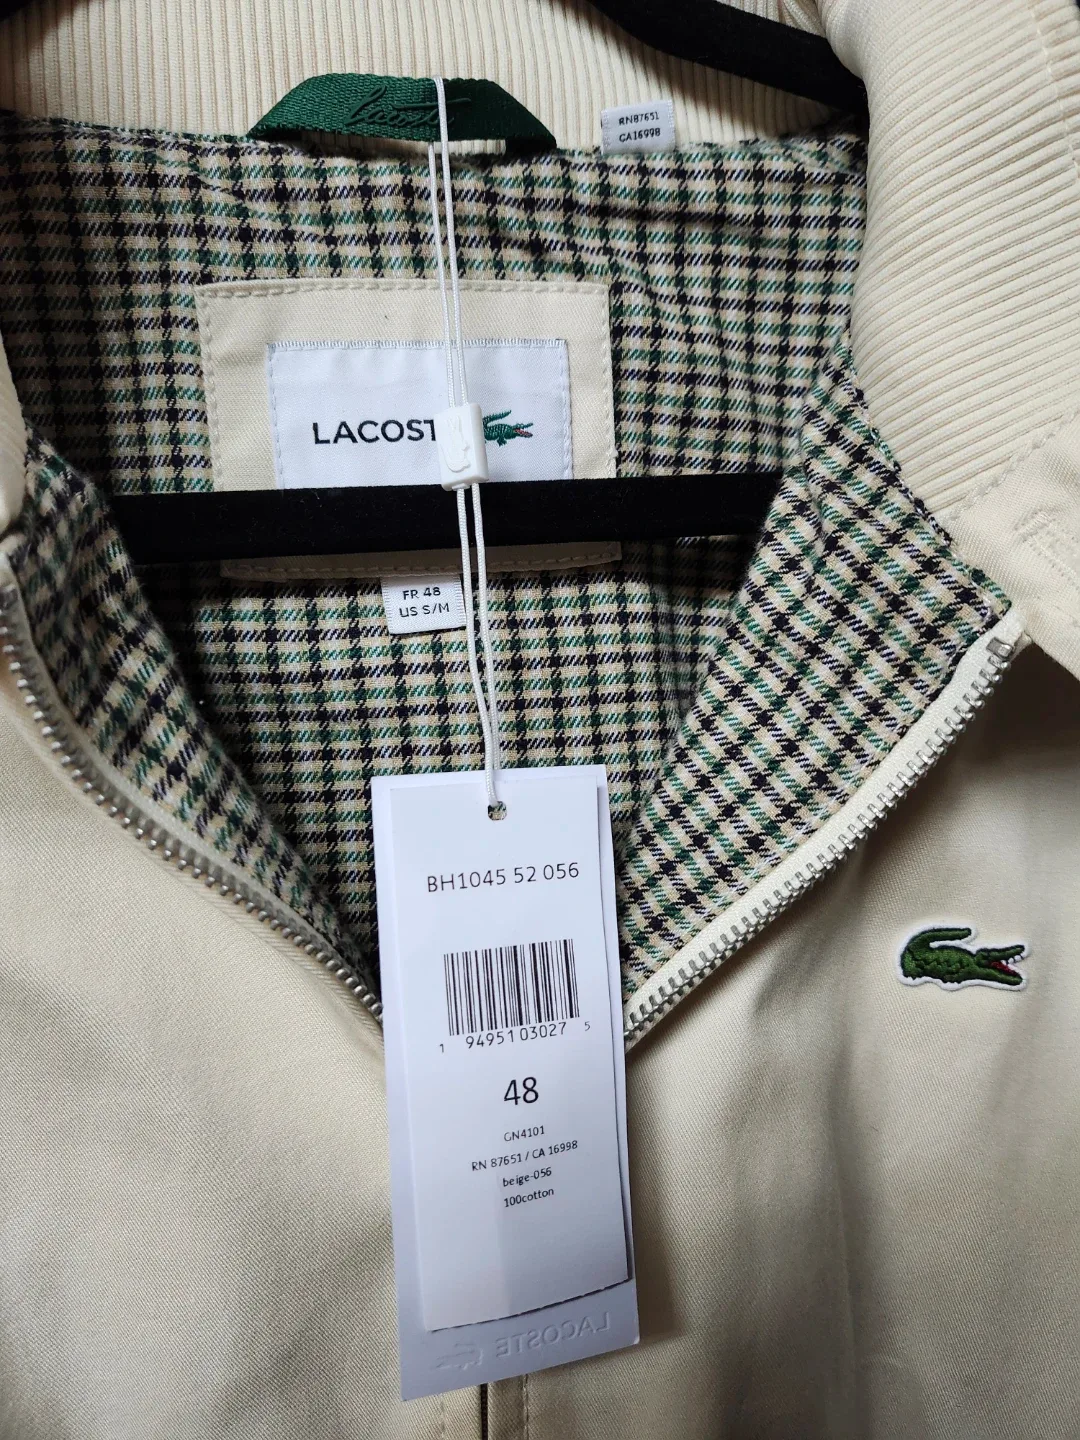 Lacoste
RN87651
CA16998
LACOST
FR 48
US S/M
BH1045 52 056
1 94951 03027 5
48
GN4101
RN 87651 / CA 16998
beige-056
100cotton
LACOSTE